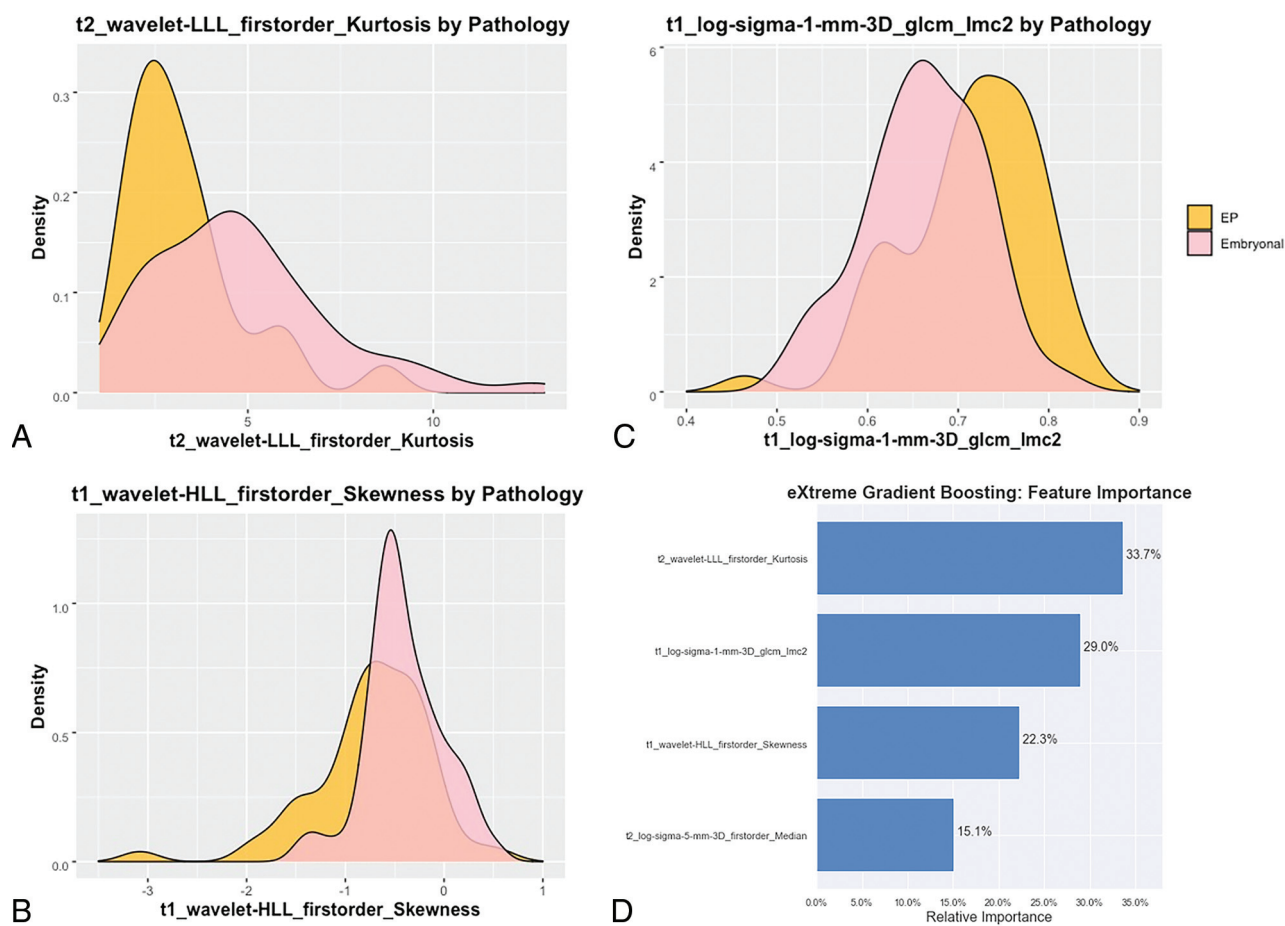 t2_wavelet-LLL_firstorder_Kurtosis by Pathology
Density
0.3
0.2
0.1
0.0
5
10
t2_wavelet-LLL_firstorder_Kurtosis
A
t1_log-sigma-1-mm-3D_glcm_Imc2 by Pathology
Density
6
4
2
0
0.4
0.5
0.6
0.7
0.8
0.9
t1_log-sigma-1-mm-3D_glcm_Imc2
C
EP
Embryonal
t1_wavelet-HLL_firstorder_Skewness by Pathology
Density
1.0
0.5
0.0
-3
-2
-1
0
1
t1_wavelet-HLL_firstorder_Skewness
B
eXtreme Gradient Boosting: Feature Importance
t2_wavelet-LLL_firstorder_Kurtosis
33.7%
t1_log-sigma-1-mm-3D_glcm_Imc2
29.0%
t1_wavelet-HLL_firstorder_Skewness
22.3%
t2_log-sigma-5-mm-3D_firstorder_Median
15.1%
0.0%
5.0%
10.0%
15.0%
20.0%
25.0%
30.0%
35.0%
Relative Importance
D